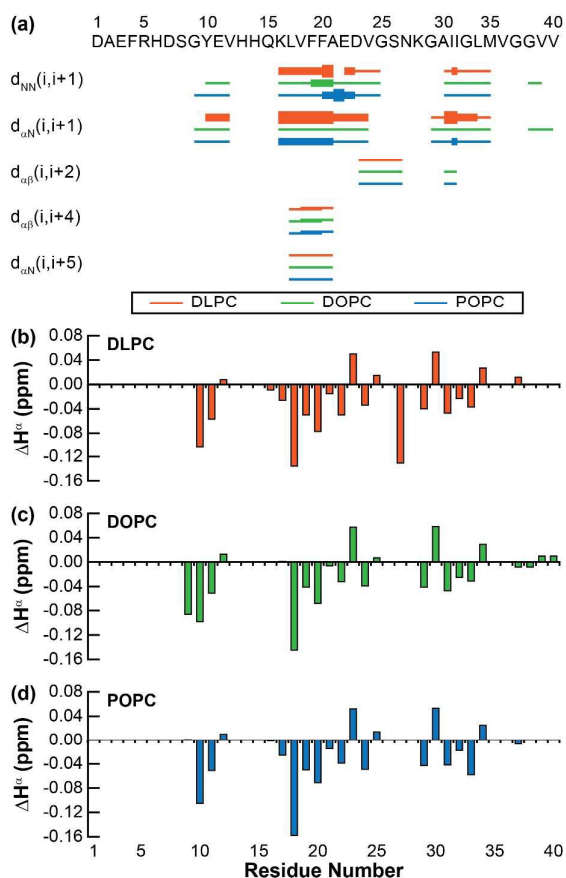 (a) 1 5 10 15 20 25 30 35 40
DAEFRHDSGYEVHHQKLVFFAEDVGSNKGAIIGLMVGGVV
dNN(i,i+1)
dαN(i,i+1)
dαβ(i,i+2)
dαβ(i,i+4)
dαN(i,i+5)
DLPC DOPC POPC
(b) DLPC
0.08
0.04
0.00
-0.04
-0.08
-0.12
-0.16
ΔHα (ppm)
(c) DOPC
0.08
0.04
0.00
-0.04
-0.08
-0.12
-0.16
ΔHα (ppm)
(d) POPC
0.08
0.04
0.00
-0.04
-0.08
-0.12
-0.16
ΔHα (ppm)
1 5 10 15 20 25 30 35 40
Residue Number